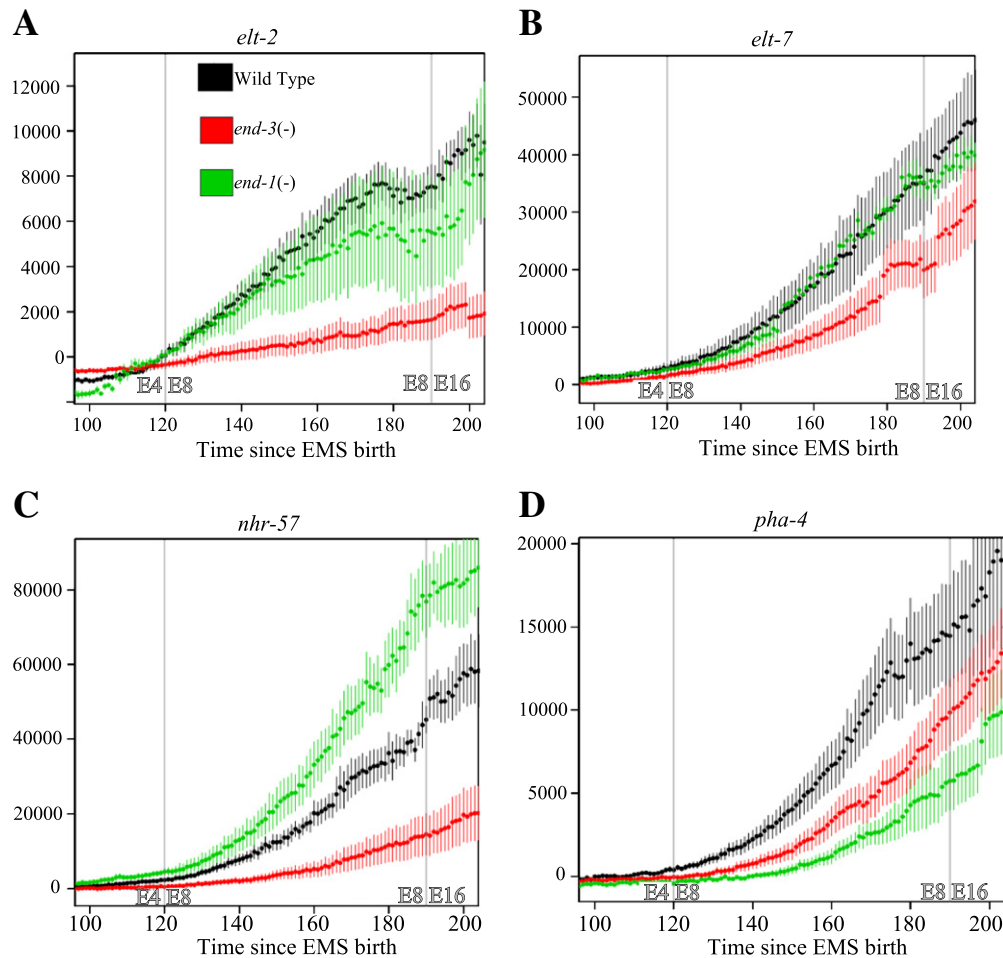 A
elt-2
12000
10000
8000
6000
4000
2000
0
Wild Type
end-3(-)
end-1(-)
E4 E8
E8 E16
100 120 140 160 180 200
Time since EMS birth
B
elt-7
50000
40000
30000
20000
10000
0
E4 E8
E8 E16
100 120 140 160 180 200
Time since EMS birth
C
nhr-57
80000
60000
40000
20000
0
E4 E8
E8 E16
100 120 140 160 180 200
Time since EMS birth
D
pha-4
20000
15000
10000
5000
0
E4 E8
E8 E16
100 120 140 160 180 200
Time since EMS birth